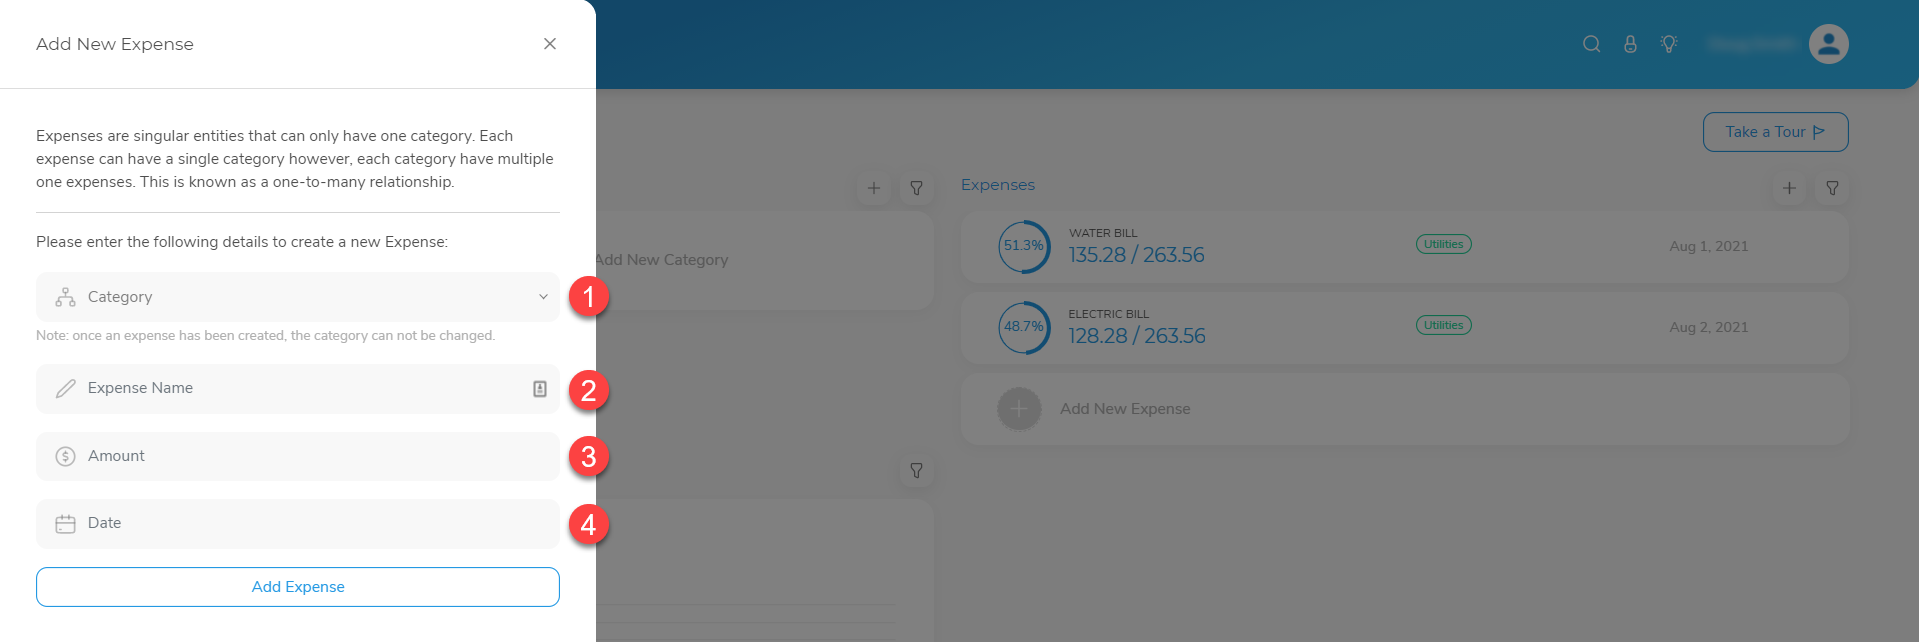 Add New Expense
Expenses are singular entities that can only have one category. Each
expense can have a single category however, each category have multiple
one expenses. This is known as a one-to-many relationship.
Please enter the following details to create a new Expense:
Category
1
Note: once an expense has been created, the category can not be changed.
Expense Name
2
$
Amount
3
Date
4
Add Expense
Take a Tour
Add New Category
Expenses
51.3%
WATER BILL
135.28 / 263.56
Utilities
Aug 1, 2021
48.7%
ELECTRIC BILL
128.28 / 263.56
Utilities
Aug 2, 2021
Add New Expense